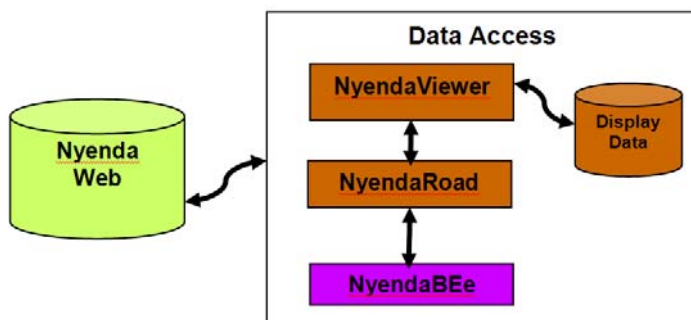 Data Access
NyendaViewer
Nyenda
Web
Display
Data
NyendaRoad
NyendaBEe